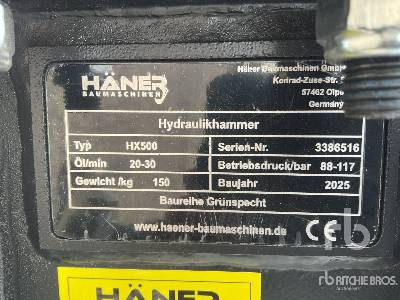 HÄNER
BAUMASCHINEN
Häner Baumaschinen GmbH
Konrad-Zuse-Str.
57462 Olpe
Germany
Hydraulikhammer
Typ HX500 Serien-Nr. 3386516
Öl/min 20-30 Betriebsdruck/bar 88-117
Gewicht /kg 150 Baujahr 2025
Baureihe Grünspecht
www.haener-baumaschinen.de CE
HÄNER
rb
RITCHIE BROS.